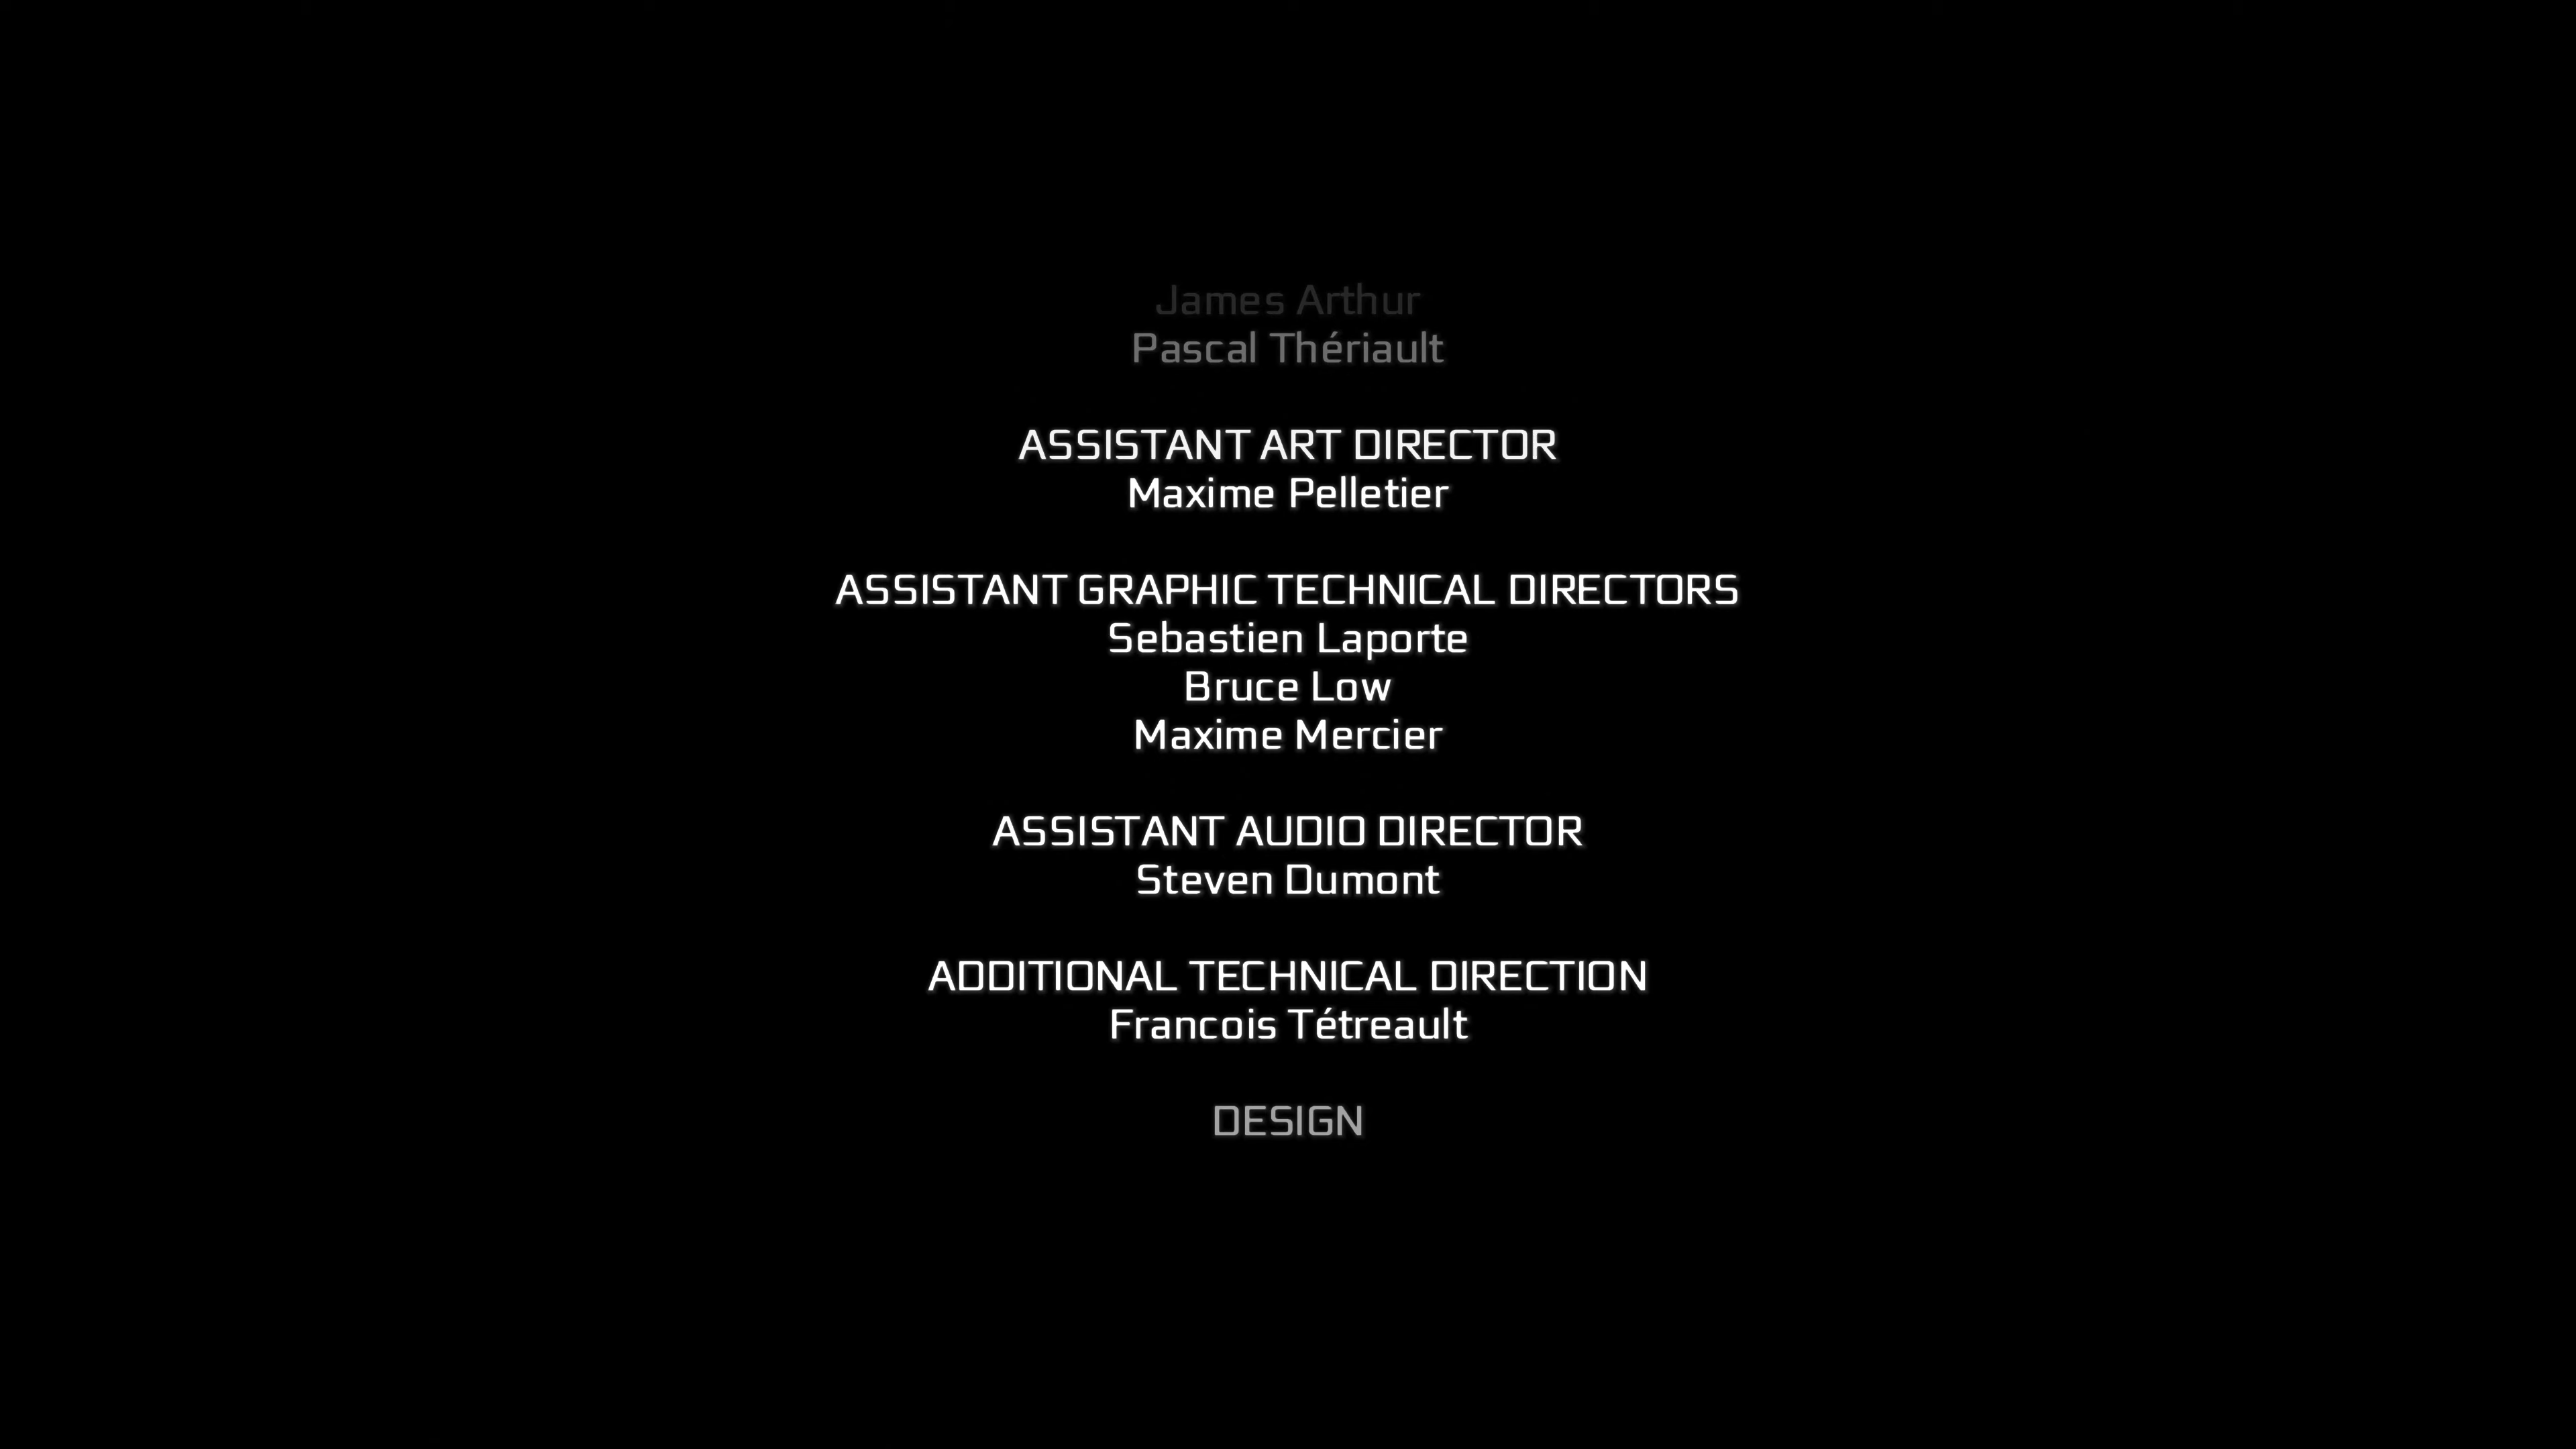 James Arthur
Pascal Thériault
ASSISTANT ART DIRECTOR
Maxime Pelletier
ASSISTANT GRAPHIC TECHNICAL DIRECTORS
Sebastien Laporte
Bruce Low
Maxime Mercier
ASSISTANT AUDIO DIRECTOR
Steven Dumont
ADDITIONAL TECHNICAL DIRECTION
Francois Tétreault
DESIGN